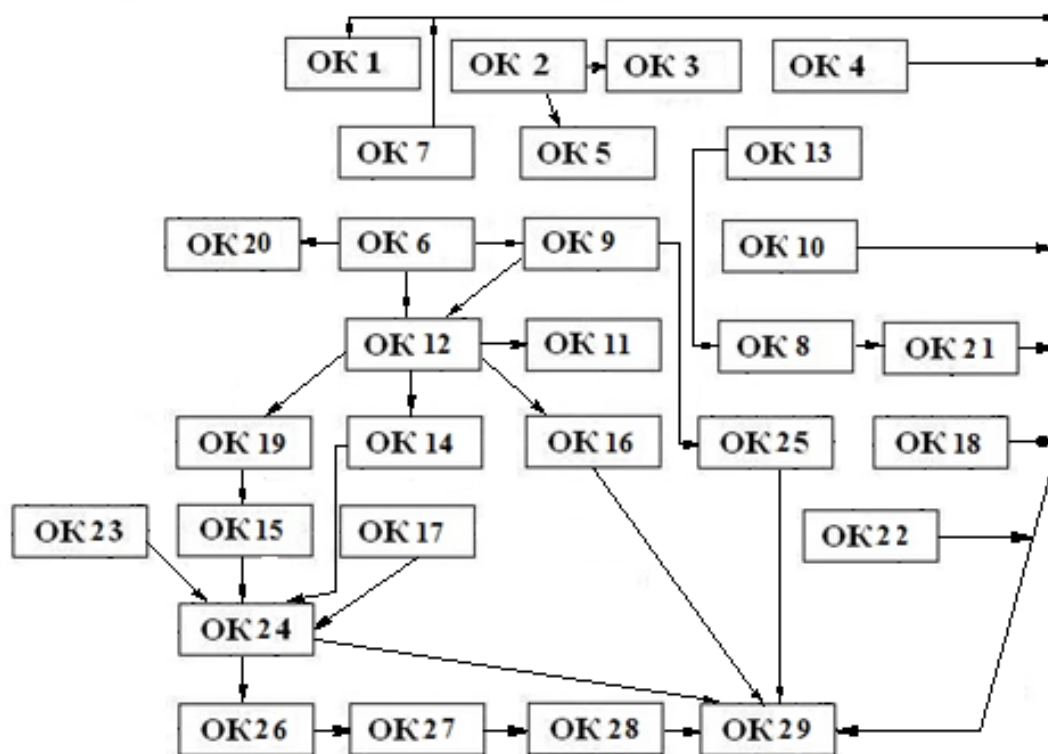 ОК 1
ОК 2
ОК 3
ОК 4
ОК 7
ОК 5
ОК 13
ОК 20
ОК 6
ОК 9
ОК 10
ОК 12
ОК 11
ОК 8
ОК 21
ОК 19
ОК 14
ОК 16
ОК 25
ОК 18
ОК 23
ОК 15
ОК 17
ОК 22
ОК 24
ОК 26
ОК 27
ОК 28
ОК 29